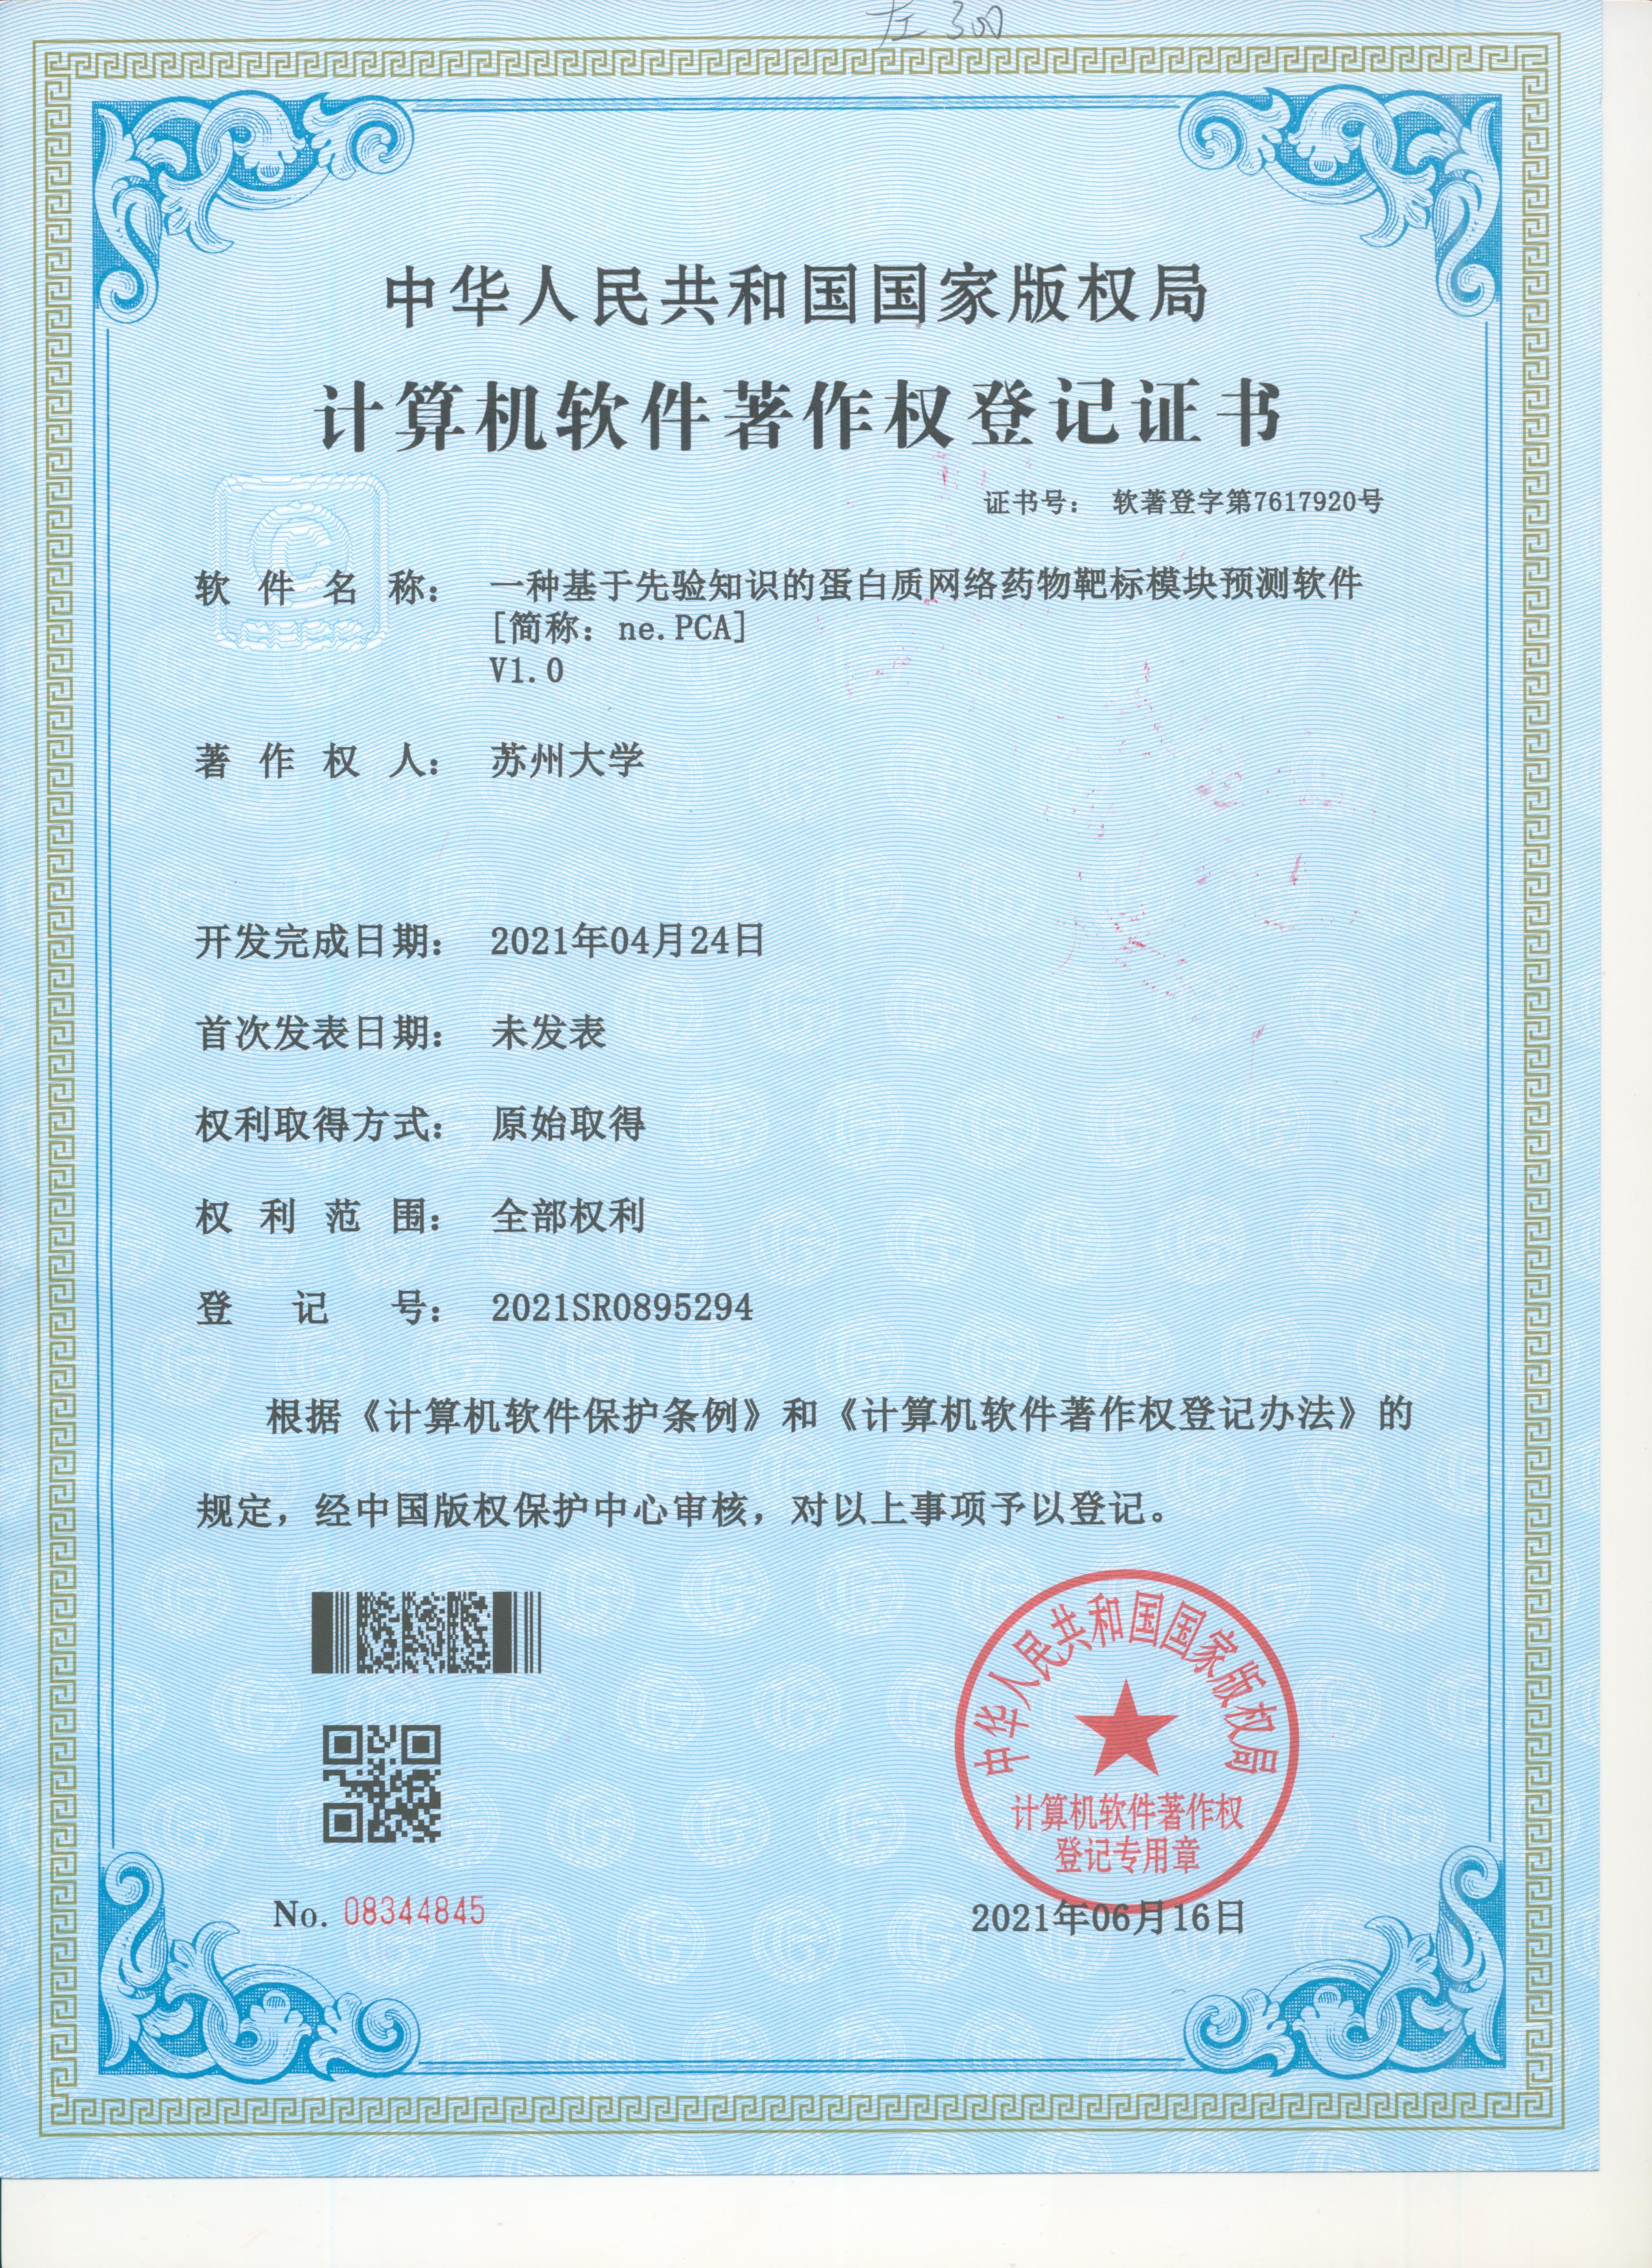 中华人民共和国国家版权局
计算机软件著作权登记证书
证书号： 软著登字第7617920号
软件名称： 一种基于先验知识的蛋白质网络药物靶标模块预测软件
[简称：ne.PCA]
V1.0
著作权人： 苏州大学
开发完成日期： 2021年04月24日
首次发表日期： 未发表
权利取得方式： 原始取得
权利范围： 全部权利
登记号： 2021SR0895294
根据《计算机软件保护条例》和《计算机软件著作权登记办法》的
规定，经中国版权保护中心审核，对以上事项予以登记。
中华人民共和国国家版权局
计算机软件著作权
登记专用章
No. 08344845
2021年06月16日